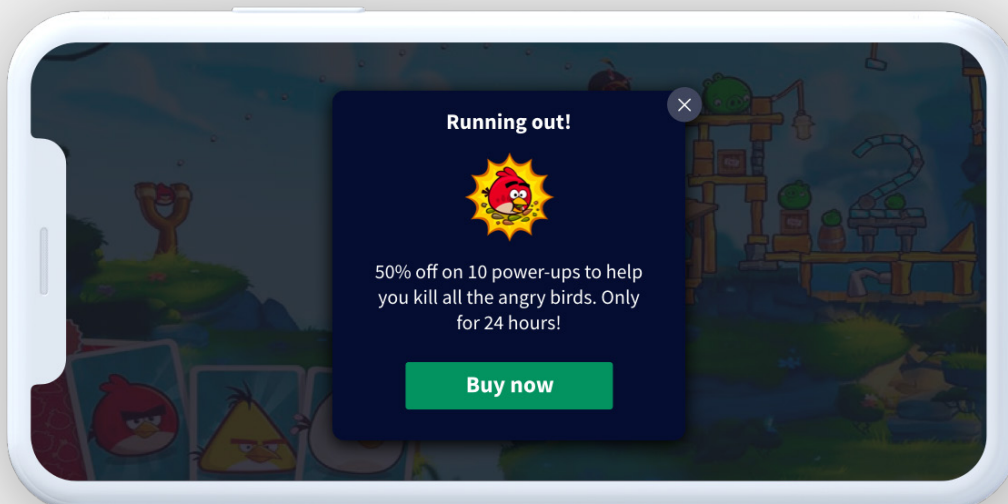 Running out!
50% off on 10 power-ups to help
you kill all the angry birds. Only
for 24 hours!
Buy now